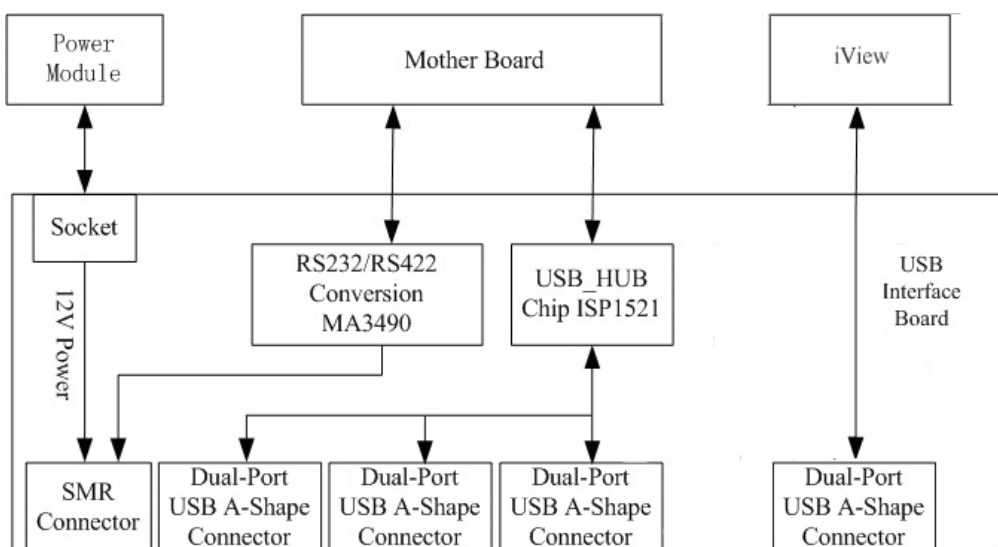 Power
Module
Mother Board
iView
Socket
RS232/RS422
Conversion
MA3490
USB_HUB
Chip ISP1521
USB
Interface
Board
12V Power
SMR
Connector
Dual-Port
USB A-Shape
Connector
Dual-Port
USB A-Shape
Connector
Dual-Port
USB A-Shape
Connector
Dual-Port
USB A-Shape
Connector